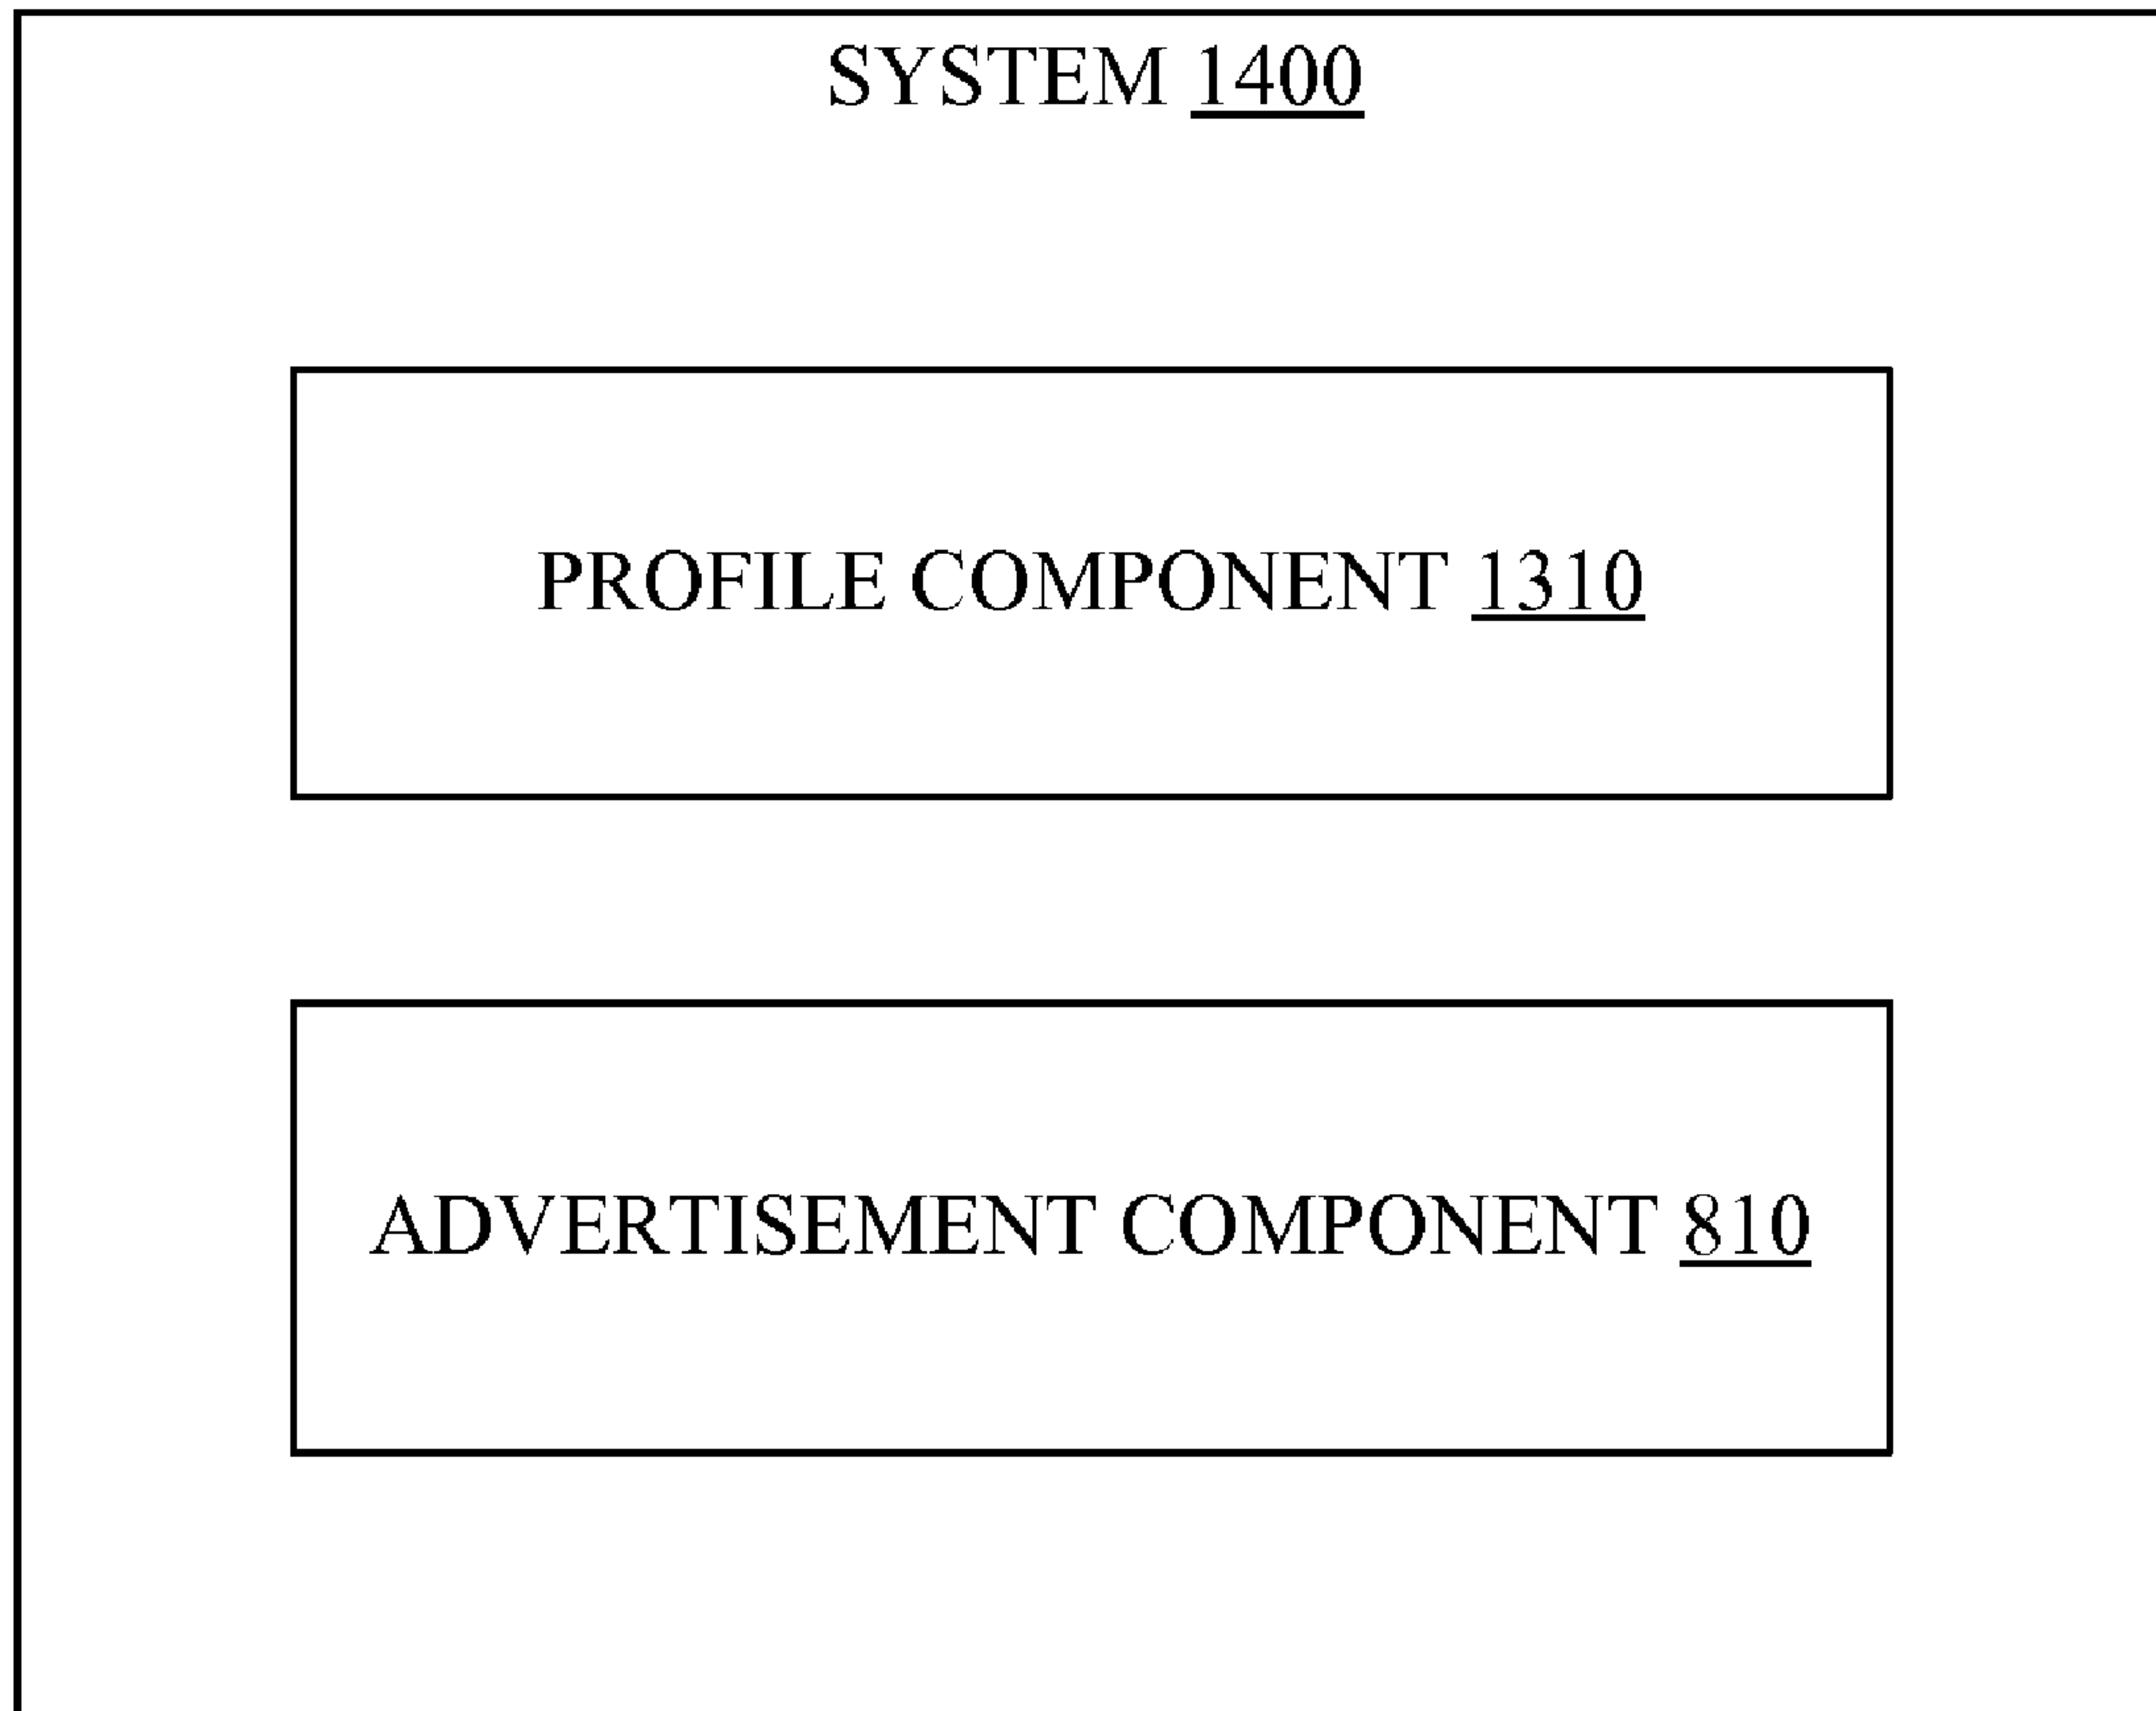 SYSTEM 1400
PROFILE COMPONENT 1310
ADVERTISEMENT COMPONENT 810